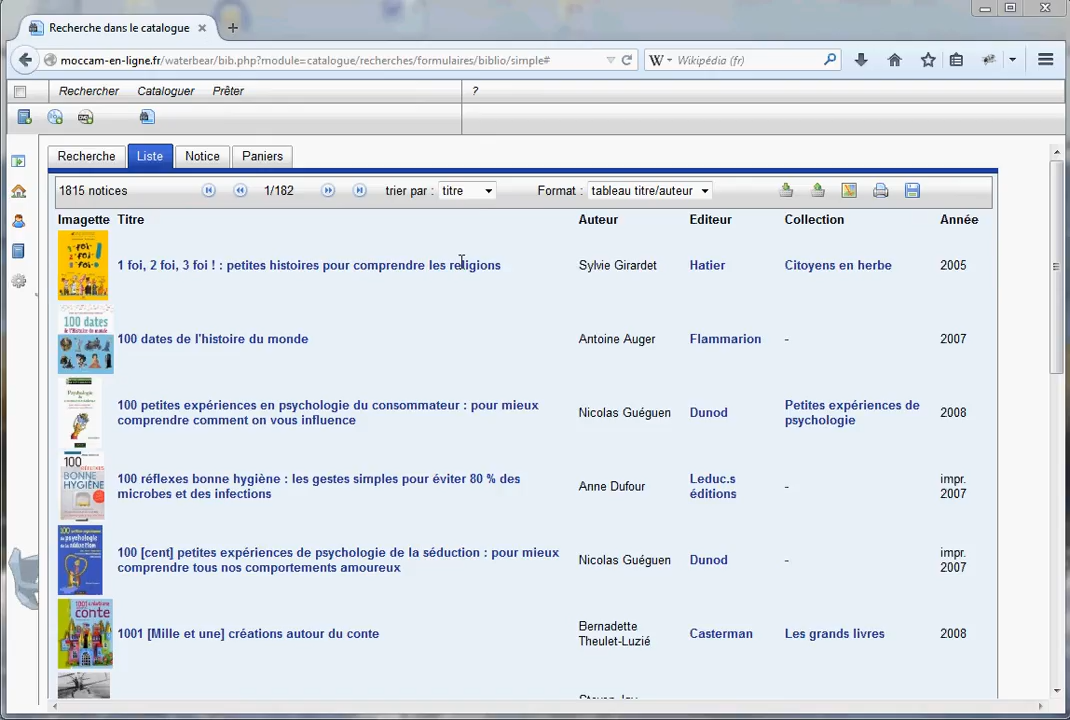 Recherche dans le catalogue
moccam-en-ligne.fr/waterbear/bib.php?module=catalogue/recherches/formulaires/biblio/simple#
Wikipédia (fr)
Rechercher Cataloguer Prêter ?
Recherche Liste Notice Paniers
1815 notices 1/182 trier par : titre Format : tableau titre/auteur
Imagette Titre Auteur Editeur Collection Année
1 foi, 2 foi, 3 foi ! : petites histoires pour comprendre les religions Sylvie Girardet Hatier Citoyens en herbe 2005
100 dates de l'histoire du monde Antoine Auger Flammarion - 2007
100 petites expériences en psychologie du consommateur : pour mieux
comprendre comment on vous influence
Nicolas Guéguen Dunod
Petites expériences de
psychologie
2008
100 réflexes bonne hygiène : les gestes simples pour éviter 80 % des
microbes et des infections
Anne Dufour
Leduc.s
éditions
-
impr.
2007
100 [cent] petites expériences de psychologie de la séduction : pour mieux
comprendre tous nos comportements amoureux
Nicolas Guéguen Dunod -
impr.
2007
1001 [Mille et une] créations autour du conte
Bernadette
Theulet-Luzié
Casterman Les grands livres 2008